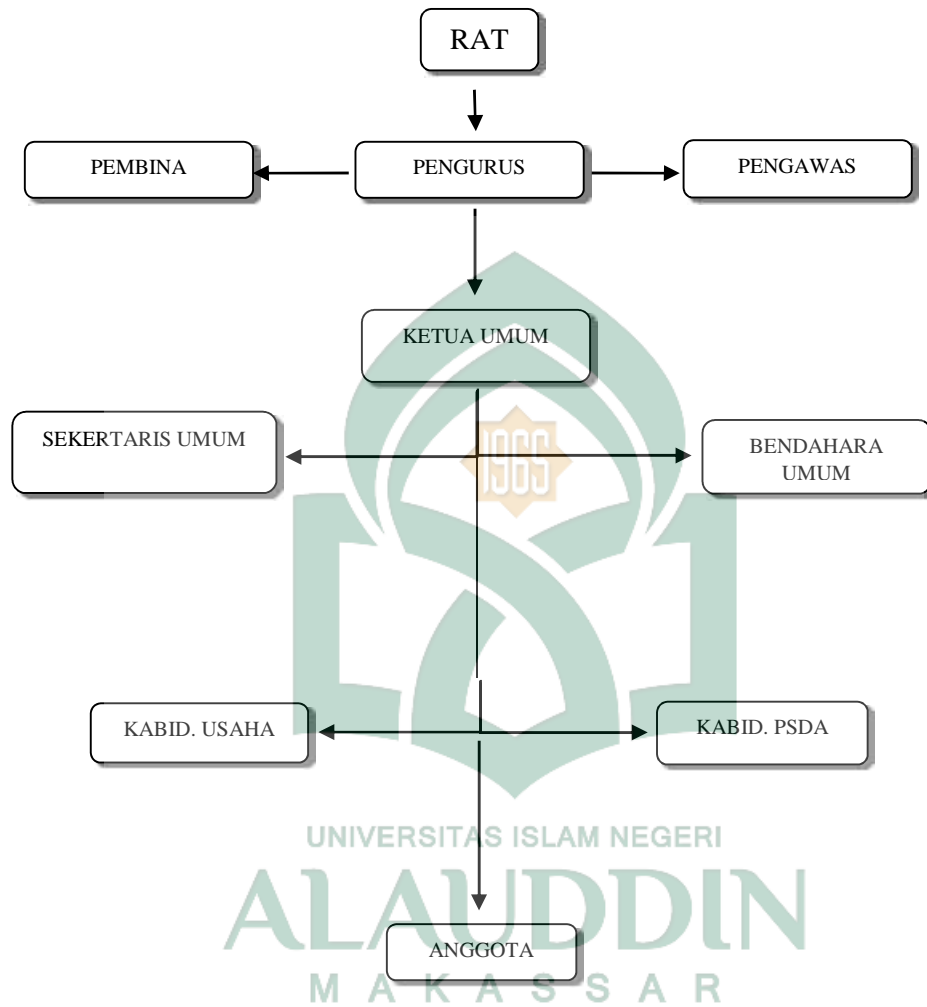 RAT
PEMBINA
PENGURUS
PENGAWAS
KETUA UMUM
SEKERTARIS UMUM
BENDAHARA
UMUM
1965
KABID. USAHA
KABID. PSDA
UNIVERSITAS ISLAM NEGERI
ALAUDDIN
ANGGOTA
MAKASSAR